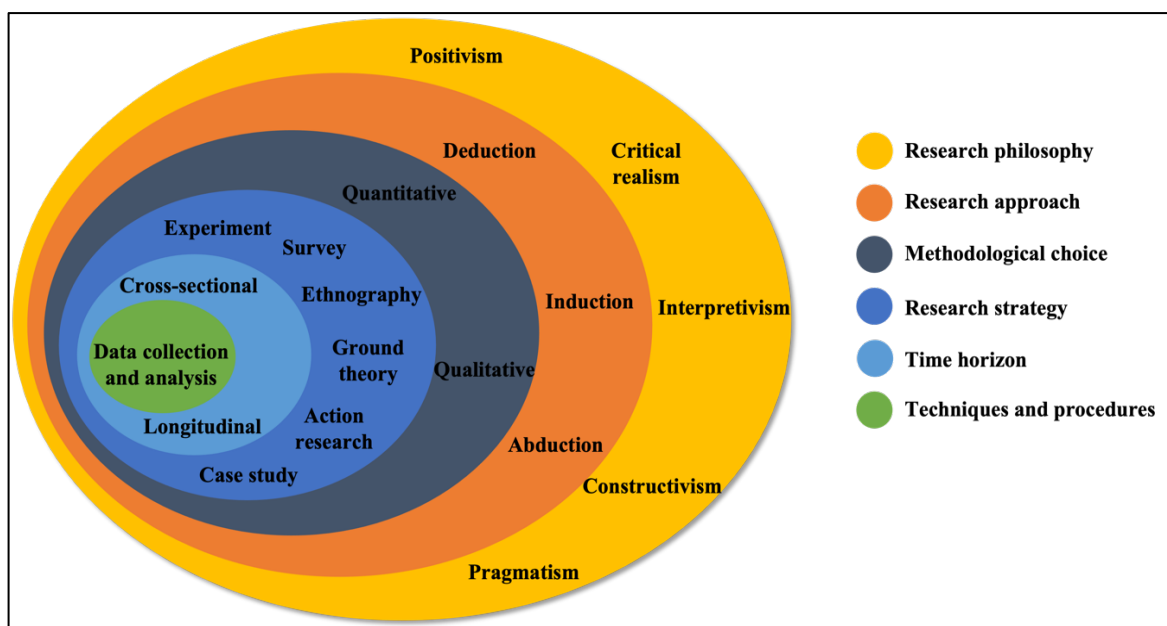 Positivism
Deduction
Critical
realism
Quantitative
Experiment
Survey
Cross-sectional
Ethnography
Induction
Interpretivism
Data collection
and analysis
Ground
theory
Qualitative
Longitudinal
Action
research
Abduction
Case study
Constructivism
Pragmatism
Research philosophy
Research approach
Methodological choice
Research strategy
Time horizon
Techniques and procedures